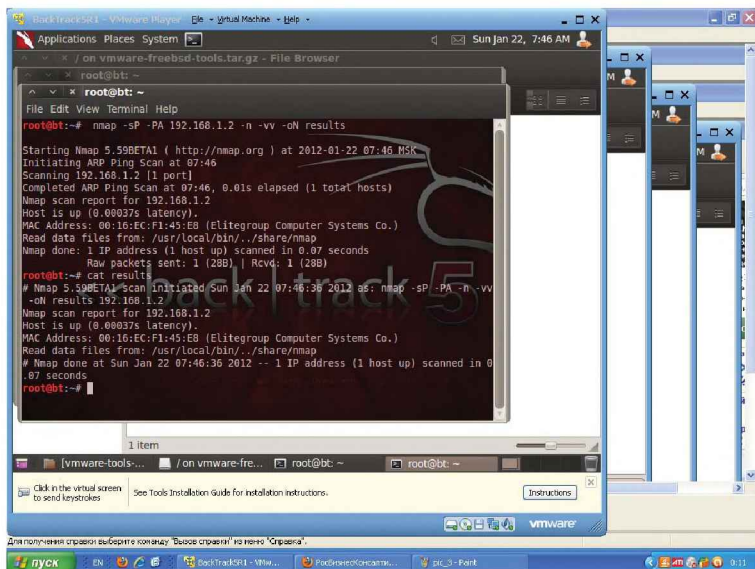 BackTrack5R1 - VMware Player File Virtual Machine Help
Applications Places System Sun Jan 22, 7:46 AM
/ on vmware-freebsd-tools.tar.gz - File Browser
root@bt: ~
root@bt: ~
File Edit View Terminal Help
root@bt:~# nmap -sP -PA 192.168.1.2 -n -vv -oN results
Starting Nmap 5.59BETA1 ( http://nmap.org ) at 2012-01-22 07:46 MSK
Initiating ARP Ping Scan at 07:46
Scanning 192.168.1.2 [1 port]
Completed ARP Ping Scan at 07:46, 0.01s elapsed (1 total hosts)
Nmap scan report for 192.168.1.2
Host is up (0.00037s latency).
MAC Address: 00:16:EC:F1:45:E8 (Elitegroup Computer Systems Co.)
Read data files from: /usr/local/bin/../share/nmap
Nmap done: 1 IP address (1 host up) scanned in 0.07 seconds
Raw packets sent: 1 (28B) | Rcvd: 1 (28B)
root@bt:~# cat results
# Nmap 5.59BETA1 scan initiated Sun Jan 22 07:46:36 2012 as: nmap -sP -PA -n -vv
-oN results 192.168.1.2
Nmap scan report for 192.168.1.2
Host is up (0.00037s latency).
MAC Address: 00:16:EC:F1:45:E8 (Elitegroup Computer Systems Co.)
Read data files from: /usr/local/bin/../share/nmap
# Nmap done at Sun Jan 22 07:46:36 2012 -- 1 IP address (1 host up) scanned in 0
.07 seconds
root@bt:~#
<< back | track 5
M
M
M
1 item
[vmware-tools-... / on vmware-fre... root@bt: ~ root@bt: ~
Click in the virtual screen
to send keystrokes
See Tools Installation Guide for installation instructions.
Instructions
vmware
Для получения справки выберите команду "Вызов справки" из меню "Справка".
пуск EN BackTrack5R1 - VMw... РосБизнесКонсалти... pic_3 - Paint 0:11